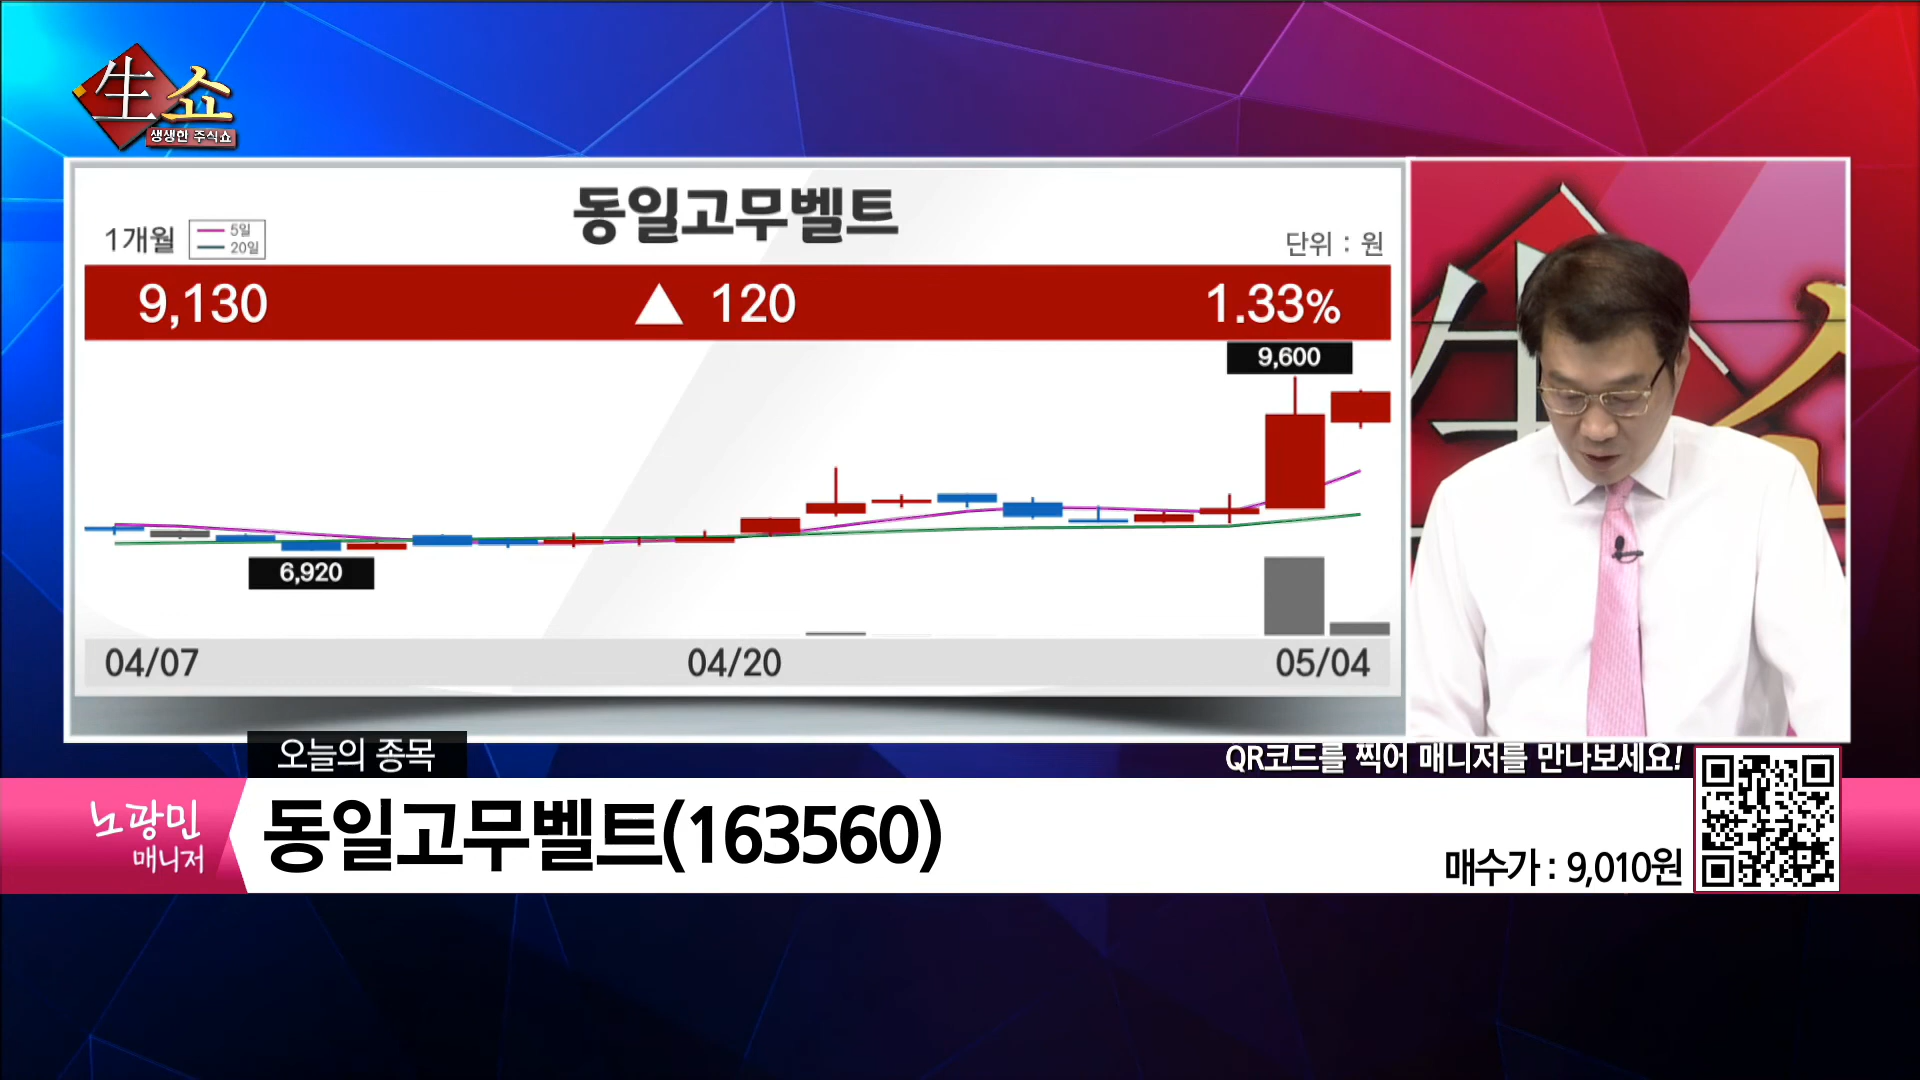 生쇼
생생한 주식쇼
동일고무벨트
1개월
5일
20일
단위 : 원
9,130 ▲ 120 1.33%
9,600
6,920
04/07 04/20 05/04
生쇼
오늘의 종목
QR코드를 찍어 매니저를 만나보세요!
노광민
매니저
동일고무벨트(163560)
매수가 : 9,010원